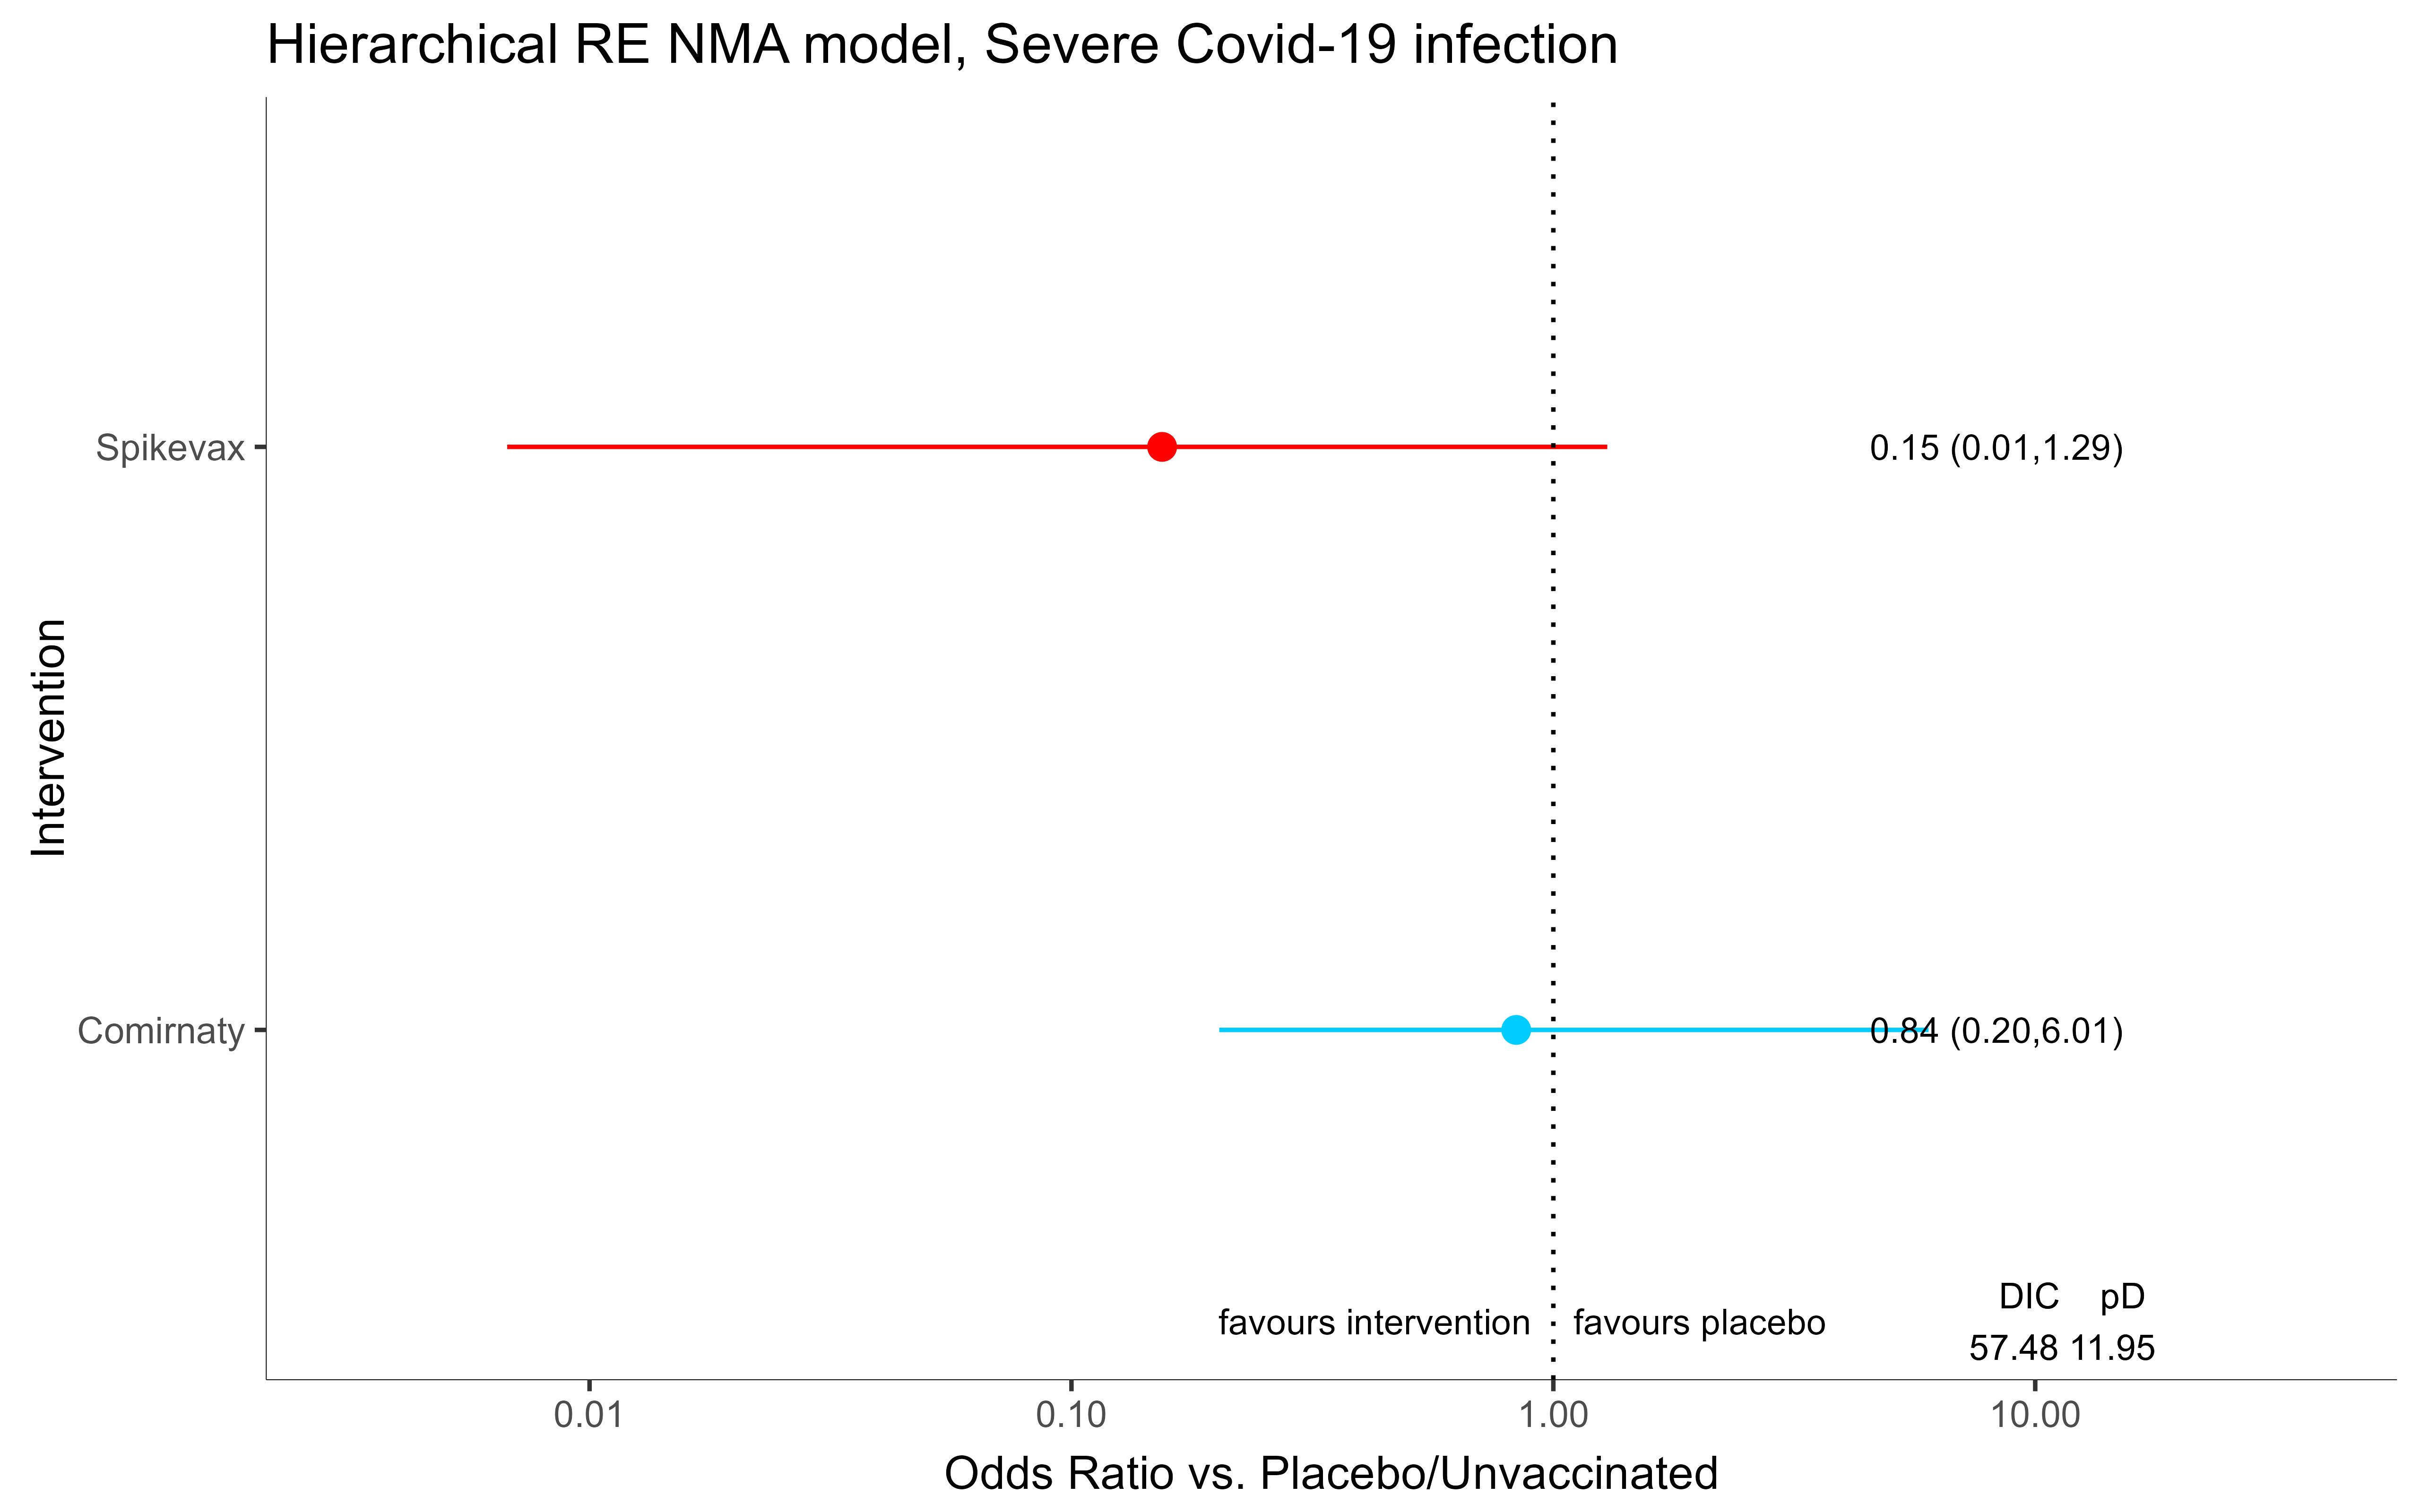 Hierarchical RE NMA model, Severe Covid-19 infection
Intervention
Spikevax
0.15 (0.01,1.29)
Comirnaty
0.84 (0.20,6.01)
favours intervention
favours placebo
DIC pD
57.48 11.95
0.01 0.10 1.00 10.00
Odds Ratio vs. Placebo/Unvaccinated